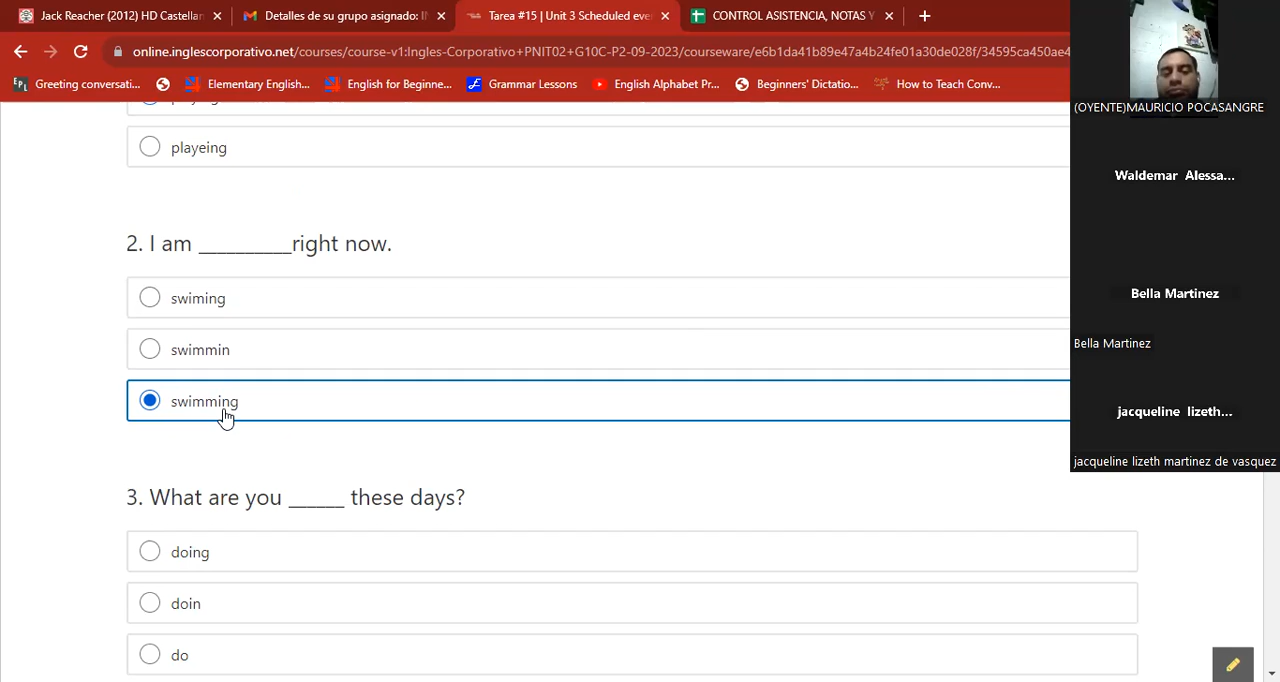 Jack Reacher (2012) HD Castellan
Detalles de su grupo asignado: IN
Tarea #15 | Unit 3 Scheduled eve
CONTROL ASISTENCIA, NOTAS Y
online.inglescorporativo.net/courses/course-v1:Ingles-Corporativo+PNIT02+G10C-P2-09-2023/courseware/e6b1da41b89e47a4b24fe01a30de028f/34595ca450ae4
Greeting conversati...
Elementary English...
English for Beginne...
Grammar Lessons
English Alphabet Pr...
Beginners' Dictatio...
How to Teach Conv...
playeing
2. I am __________right now.
swiming
swimmin
swimming
3. What are you ______ these days?
doing
doin
do
(OYENTE)MAURICIO POCASANGRE
Waldemar Alessa...
Bella Martinez
Bella Martinez
jacqueline lizeth...
jacqueline lizeth martinez de vasquez